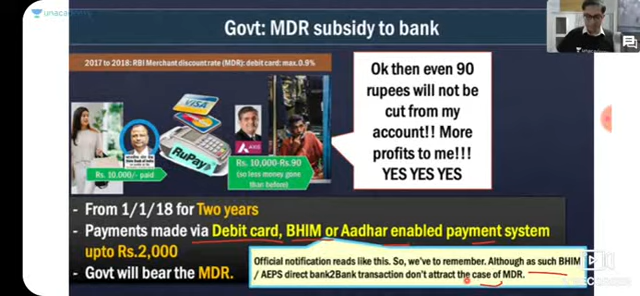 unacademy
Govt: MDR subsidy to bank
2017 to 2018: RBI Merchant discount rate (MDR): debit card: max.0.9%
VISA
RuPay
AXIS
Rs. 10,000/- paid
Rs. 10,000-Rs.90
(so less money gone
than before)
Ok then even 90
rupees will not be
cut from my
account!! More
profits to me!!!
YES YES YES
- From 1/1/18 for Two years
- Payments made via Debit card, BHIM or Aadhar enabled payment system
upto Rs.2,000
- Govt will bear the MDR.
Official notification reads like this. So, we've to remember. Although as such BHIM
/ AEPS direct bank2Bank transaction don't attract the case of MDR.